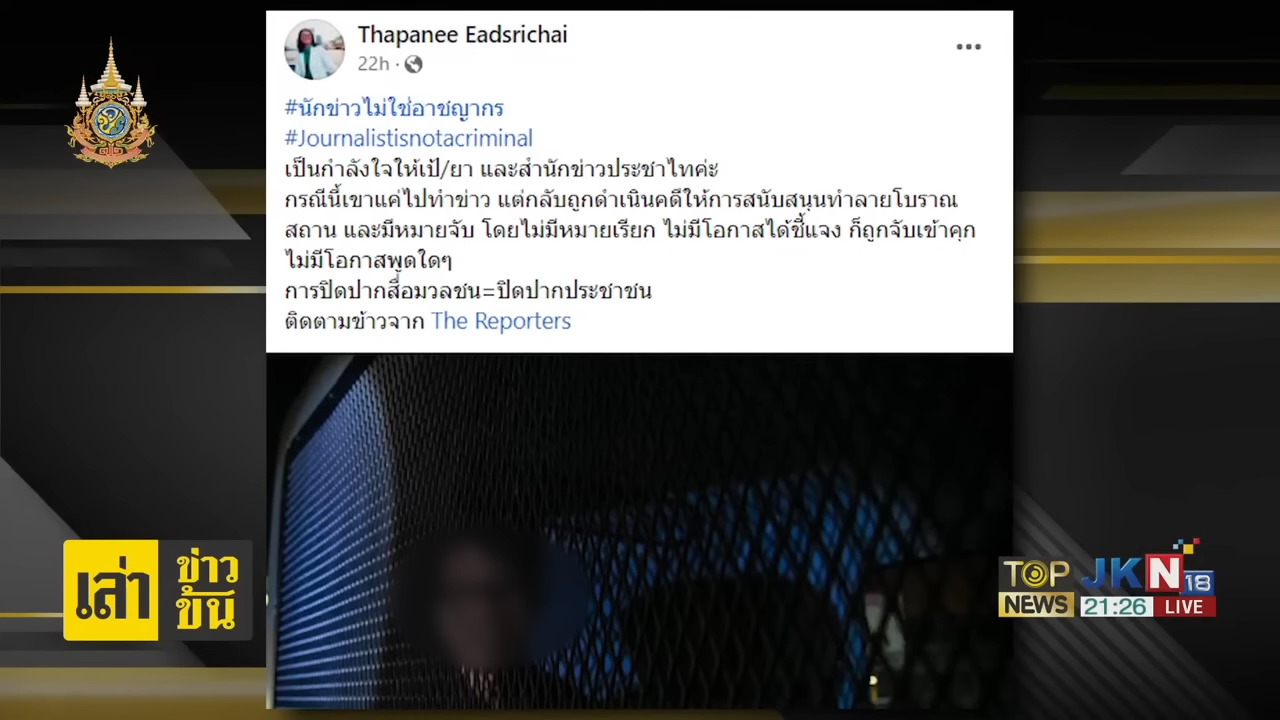 Thapanee Eadsrichai
22h ·
#นักข่าวไม่ใช่อาชญากร
#Journalistisnotacriminal
เป็นกำลังใจให้เป้/ยา และสำนักข่าวประชาไทค่ะ
กรณีนี้เขาแค่ไปทำข่าว แต่กลับถูกดำเนินคดีให้การสนับสนุนทำลายโบราณ
สถาน และมีหมายจับ โดยไม่มีหมายเรียก ไม่มีโอกาสได้ชี้แจง ก็ถูกจับเข้าคุก
ไม่มีโอกาสพูดใดๆ
การปิดปากสื่อมวลชน=ปิดปากประชาชน
ติดตามข้าวจาก The Reporters
เล่า
ข่าว
ข้น
TOP
NEWS
JKN18
21:26 LIVE